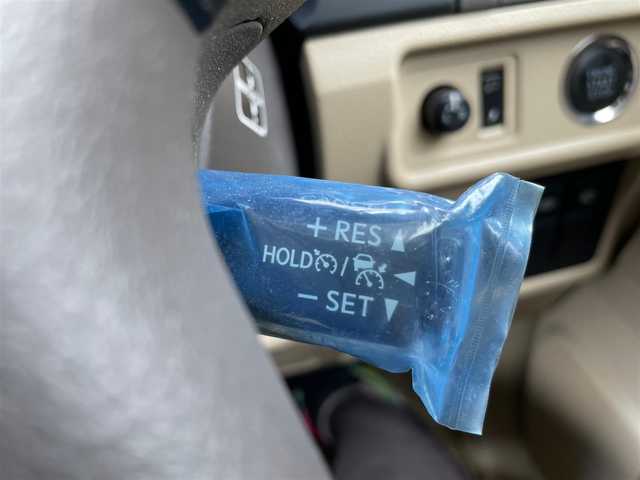 + RES
HOLD /
− SET